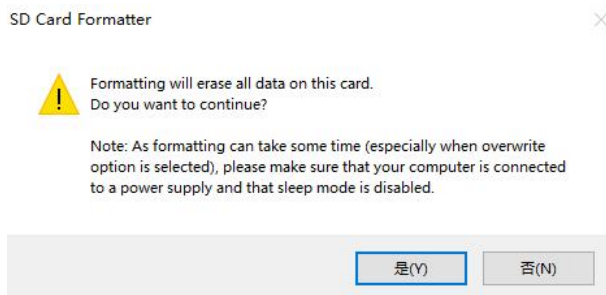 SD Card Formatter
Formatting will erase all data on this card.
Do you want to continue?
Note: As formatting can take some time (especially when overwrite
option is selected), please make sure that your computer is connected
to a power supply and that sleep mode is disabled.
是(Y) 否(N)